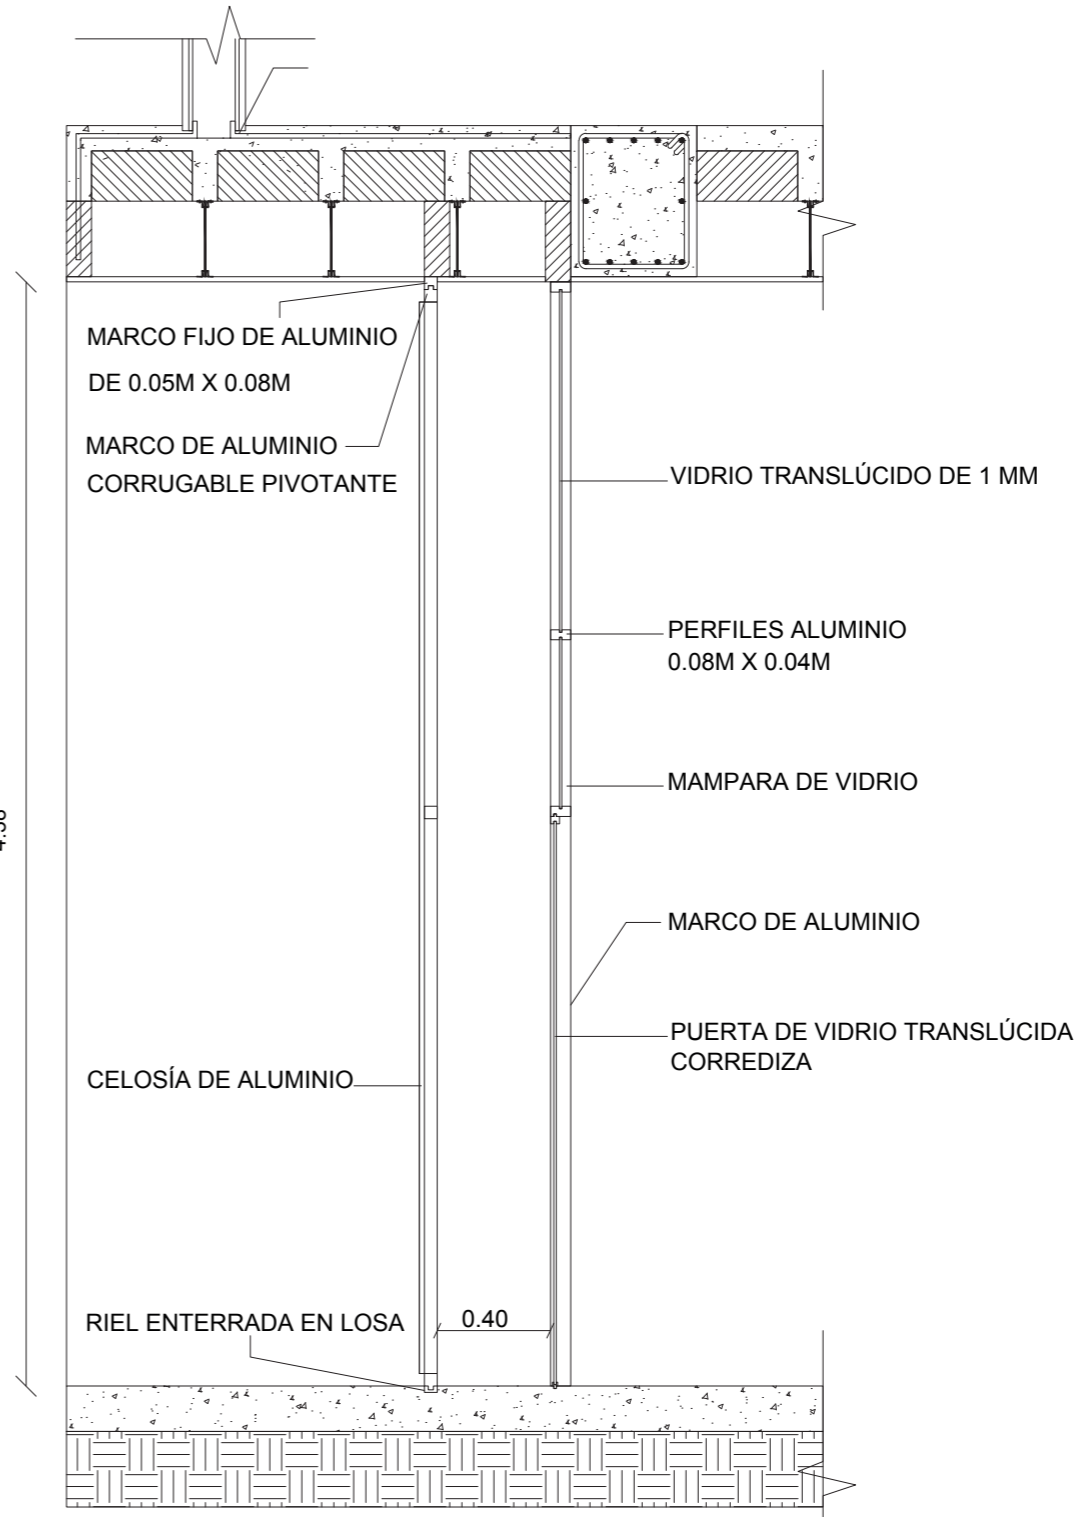 MARCO FIJO DE ALUMINIO
DE 0.05M X 0.08M
MARCO DE ALUMINIO
CORRUGABLE PIVOTANTE
VIDRIO TRANSLÚCIDO DE 1 MM
PERFILES ALUMINIO
0.08M X 0.04M
MAMPARA DE VIDRIO
MARCO DE ALUMINIO
PUERTA DE VIDRIO TRANSLÚCIDA
CORREDIZA
CELOSÍA DE ALUMINIO
RIEL ENTERRADA EN LOSA
0.40